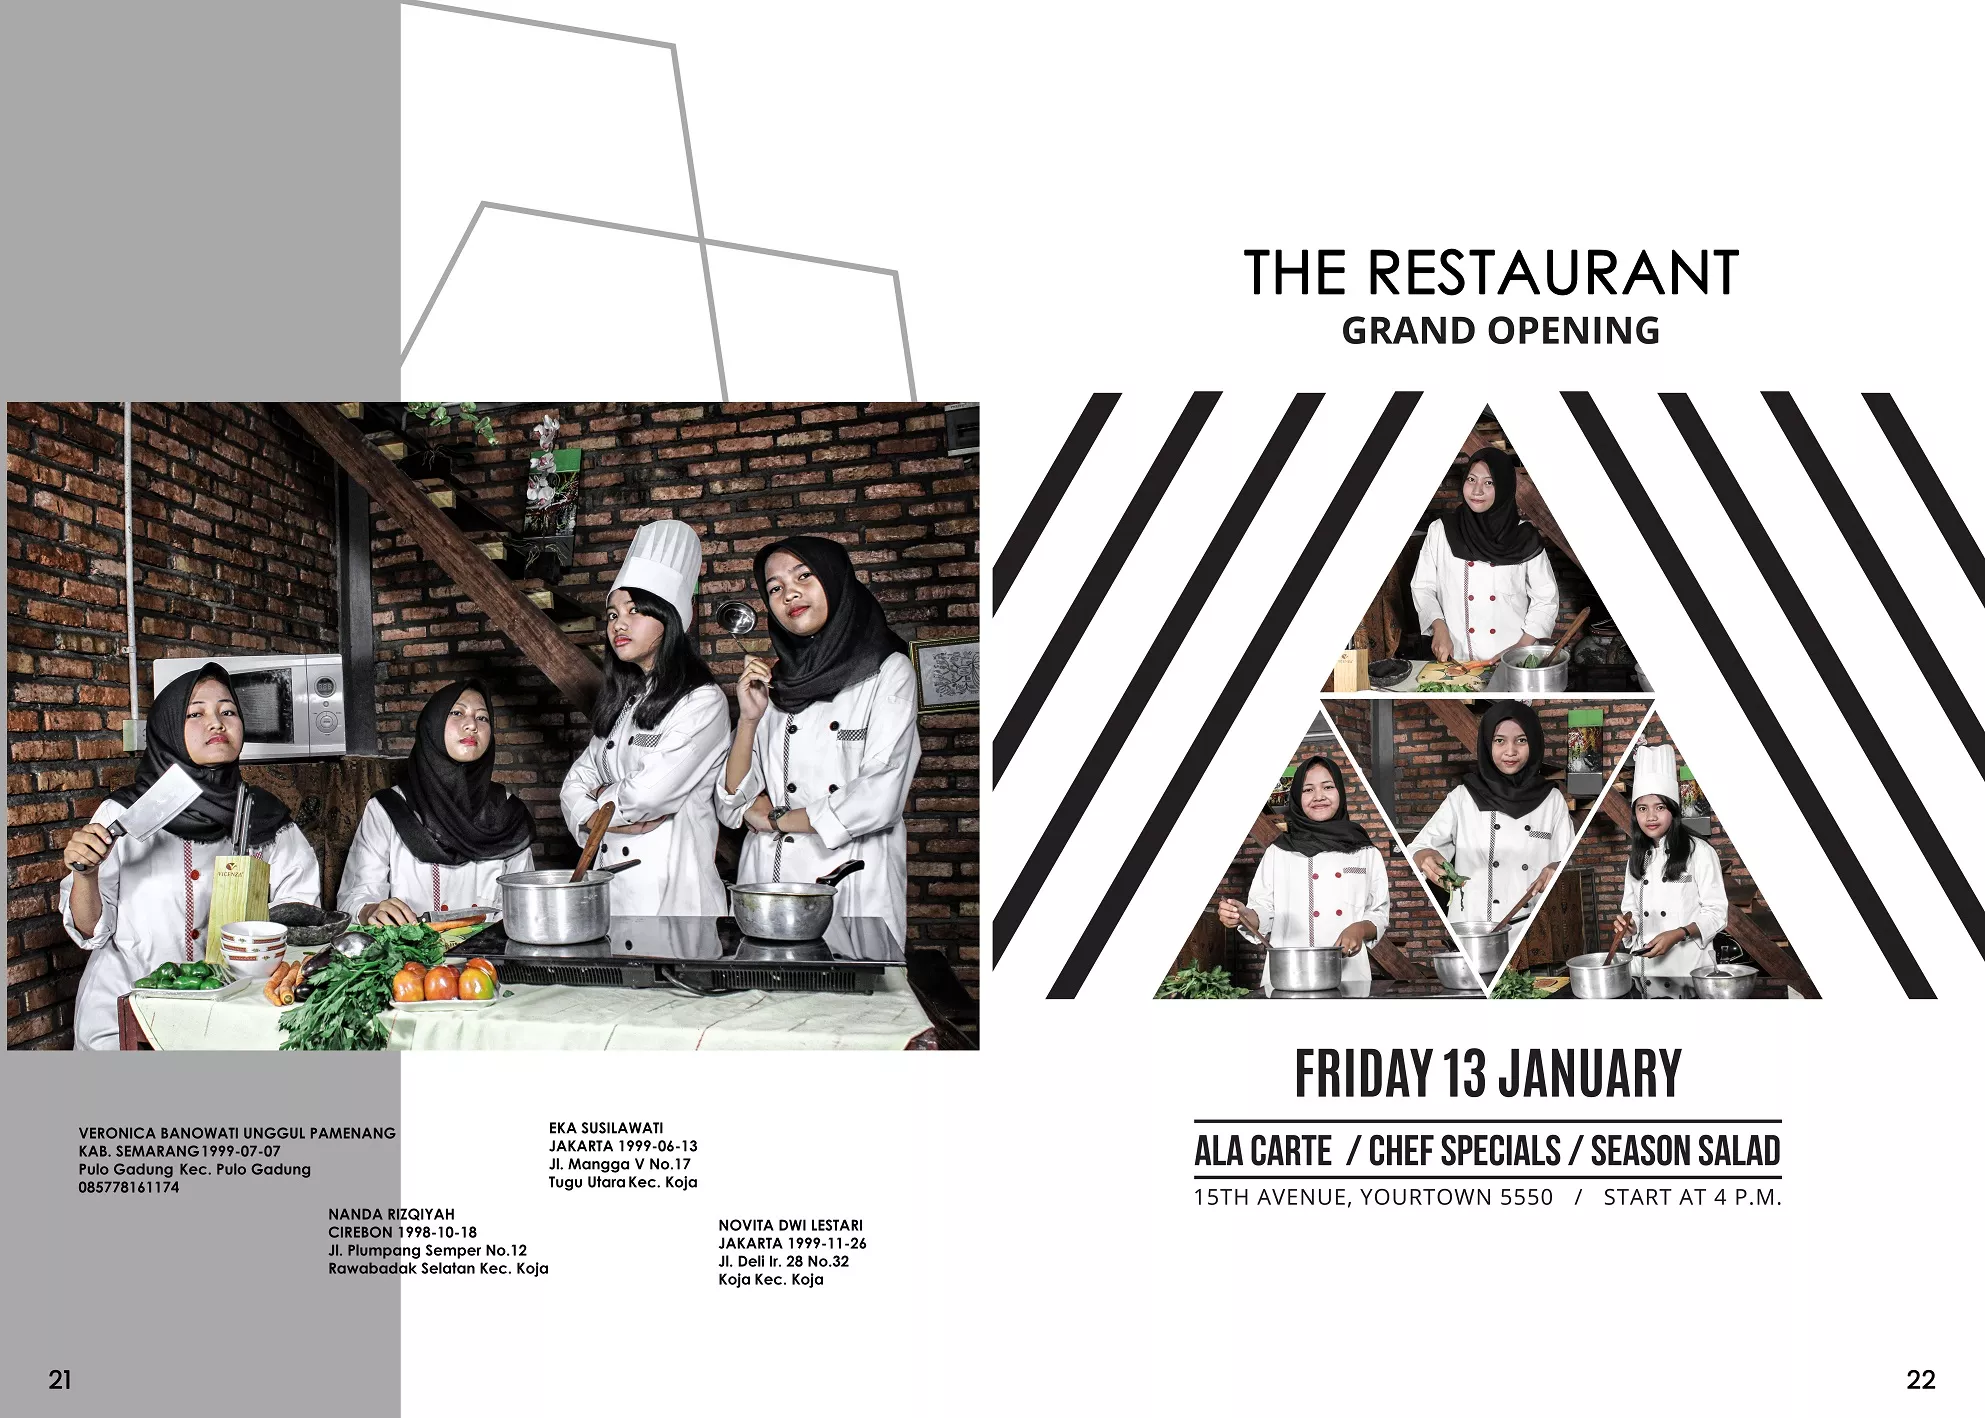 VERONICA BANOWATI UNGGUL PAMENANG
KAB. SEMARANG 1999-07-07
Pulo Gadung Kec. Pulo Gadung
085778161174
NANDA RIZQIYAH
CIREBON 1998-10-18
Jl. Plumpang Semper No.12
Rawabadak Selatan Kec. Koja
EKA SUSILAWATI
JAKARTA 1999-06-13
Jl. Mangga V No.17
Tugu Utara Kec. Koja
NOVITA DWI LESTARI
JAKARTA 1999-11-26
Jl. Deli lr. 28 No.32
Koja Kec. Koja
21
VICENZA
THE RESTAURANT
GRAND OPENING
FRIDAY 13 JANUARY
ALA CARTE / CHEF SPECIALS / SEASON SALAD
15TH AVENUE, YOURTOWN 5550 / START AT 4 P.M.
22